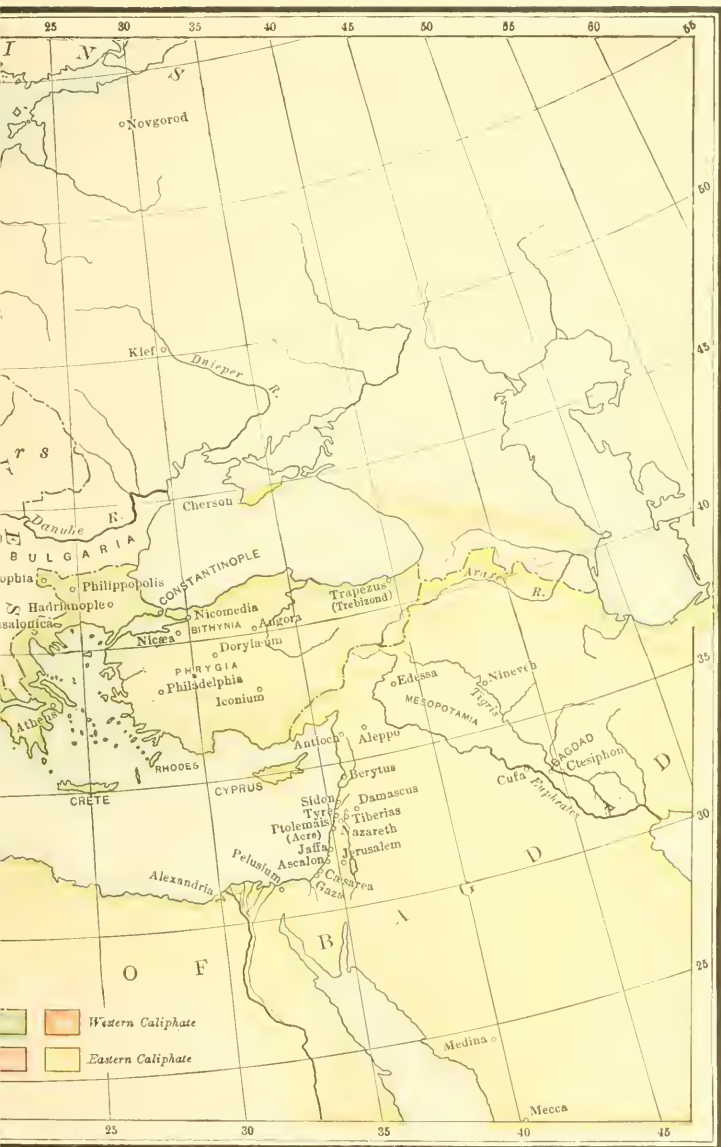 25 30 35 40 45 50 55 60 65
I N S
Novgorod
50
Kief
Dnieper R.
45
r s
Danube R.
Cherson
40
E
BULGARIA
CONSTANTINOPLE
ophia
Philippopolis
S
Hadrianople
Trapezus
(Trebizond)
Araxes R.
ssalonica
Nicomedia
Nicæa
BITHYNIA
Angora
Dorylæum
35
PHRYGIA
Philadelphia
Iconium
Edessa
Nineveh
MESOPOTAMIA
Tigris
Athens
Antioch
Aleppo
BAGDAD
Ctesiphon
D
RHODES
Berytus
Cufa
Euphrates
CYPRUS
CRETE
Sidon
Damascus
30
Tyre
Tiberias
Ptolemais
(Acre)
Nazareth
Jaffa
Jerusalem
Ascalon
Pelusium
Cæsarea
Alexandria
Gaza
O F B A G D
25
Western Caliphate
Eastern Caliphate
Medina
Mecca
25 30 35 40 45